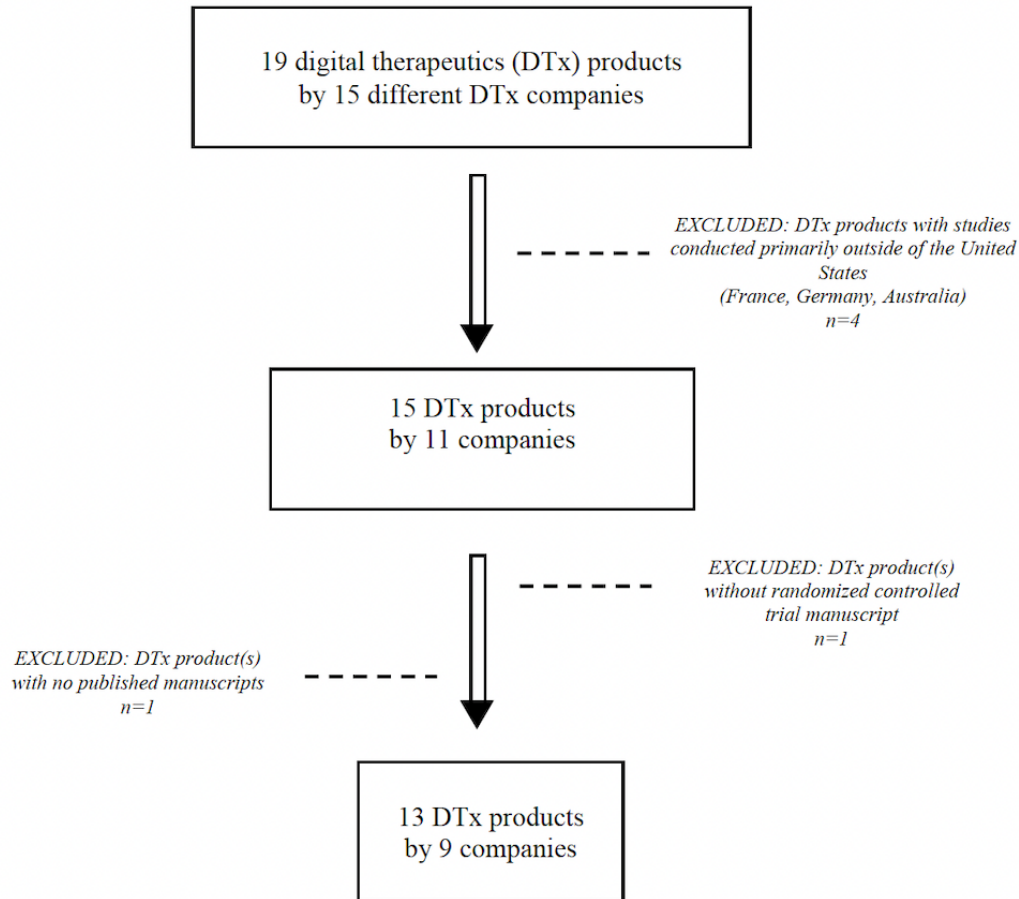 19 digital therapeutics (DTx) products
by 15 different DTx companies
EXCLUDED: DTx products with studies
conducted primarily outside of the United
States
(France, Germany, Australia)
n=4
15 DTx products
by 11 companies
EXCLUDED: DTx product(s)
without randomized controlled
trial manuscript
n=1
EXCLUDED: DTx product(s)
with no published manuscripts
n=1
13 DTx products
by 9 companies